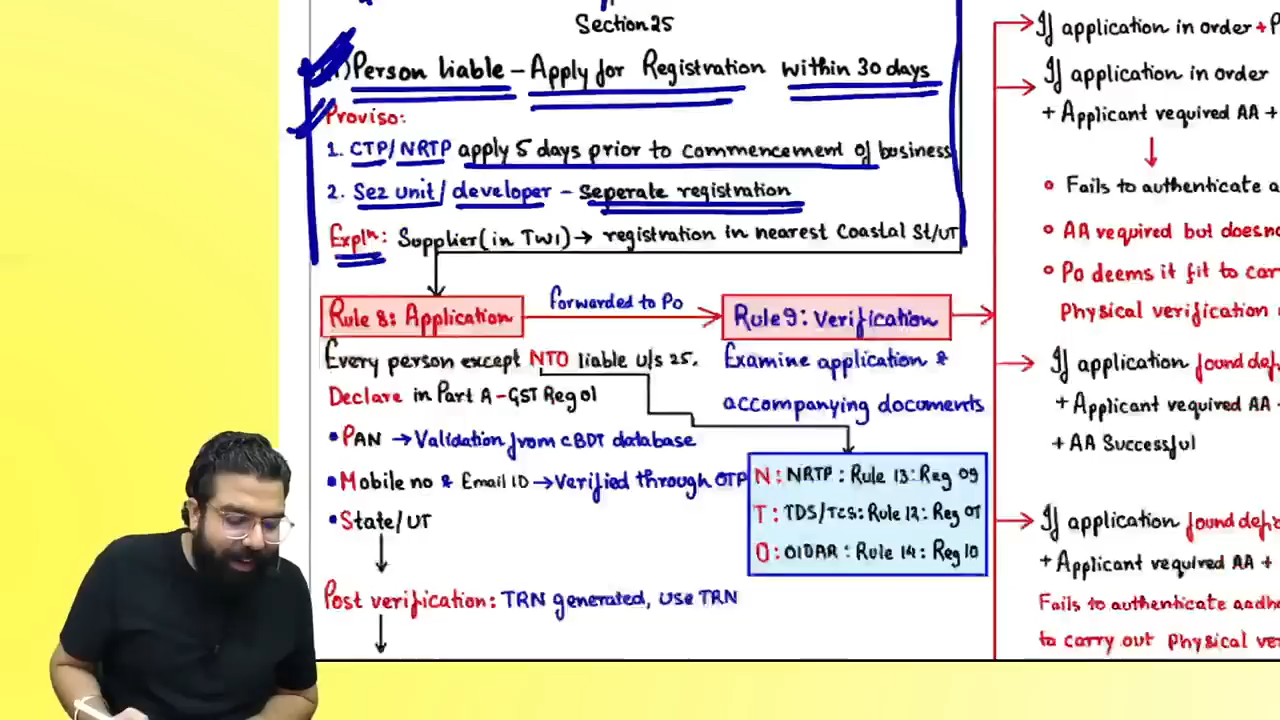 Section 25
1) Person liable – Apply for Registration within 30 days
Proviso:
1. CTP/NRTP apply 5 days prior to commencement of business
2. Sez unit/developer – seperate registration
Expln: Supplier (in TWI) → registration in nearest Coastal St/UT
Rule 8: Application
forwarded to PO
Rule 9: Verification
Every person except NTO liable u/s 25.
Declare in Part A – GST Reg 01
• PAN → Validation from CBDT database
• Mobile no & Email ID → Verified through OTP
• State/UT
Post verification: TRN generated, use TRN
Examine application &
accompanying documents
N: NRTP: Rule 13: Reg 09
T: TDS/TCS: Rule 12: Reg 07
O: OIDAR: Rule 14: Reg 10
If application in order +
If application in order
+ Applicant required AA +
Fails to authenticate
AA required but
PO deems it fit to
Physical verification
If application found
+ Applicant required AA
+ AA Successful
If application found
+ Applicant required AA +
Fails to authenticate
to carry out Physical